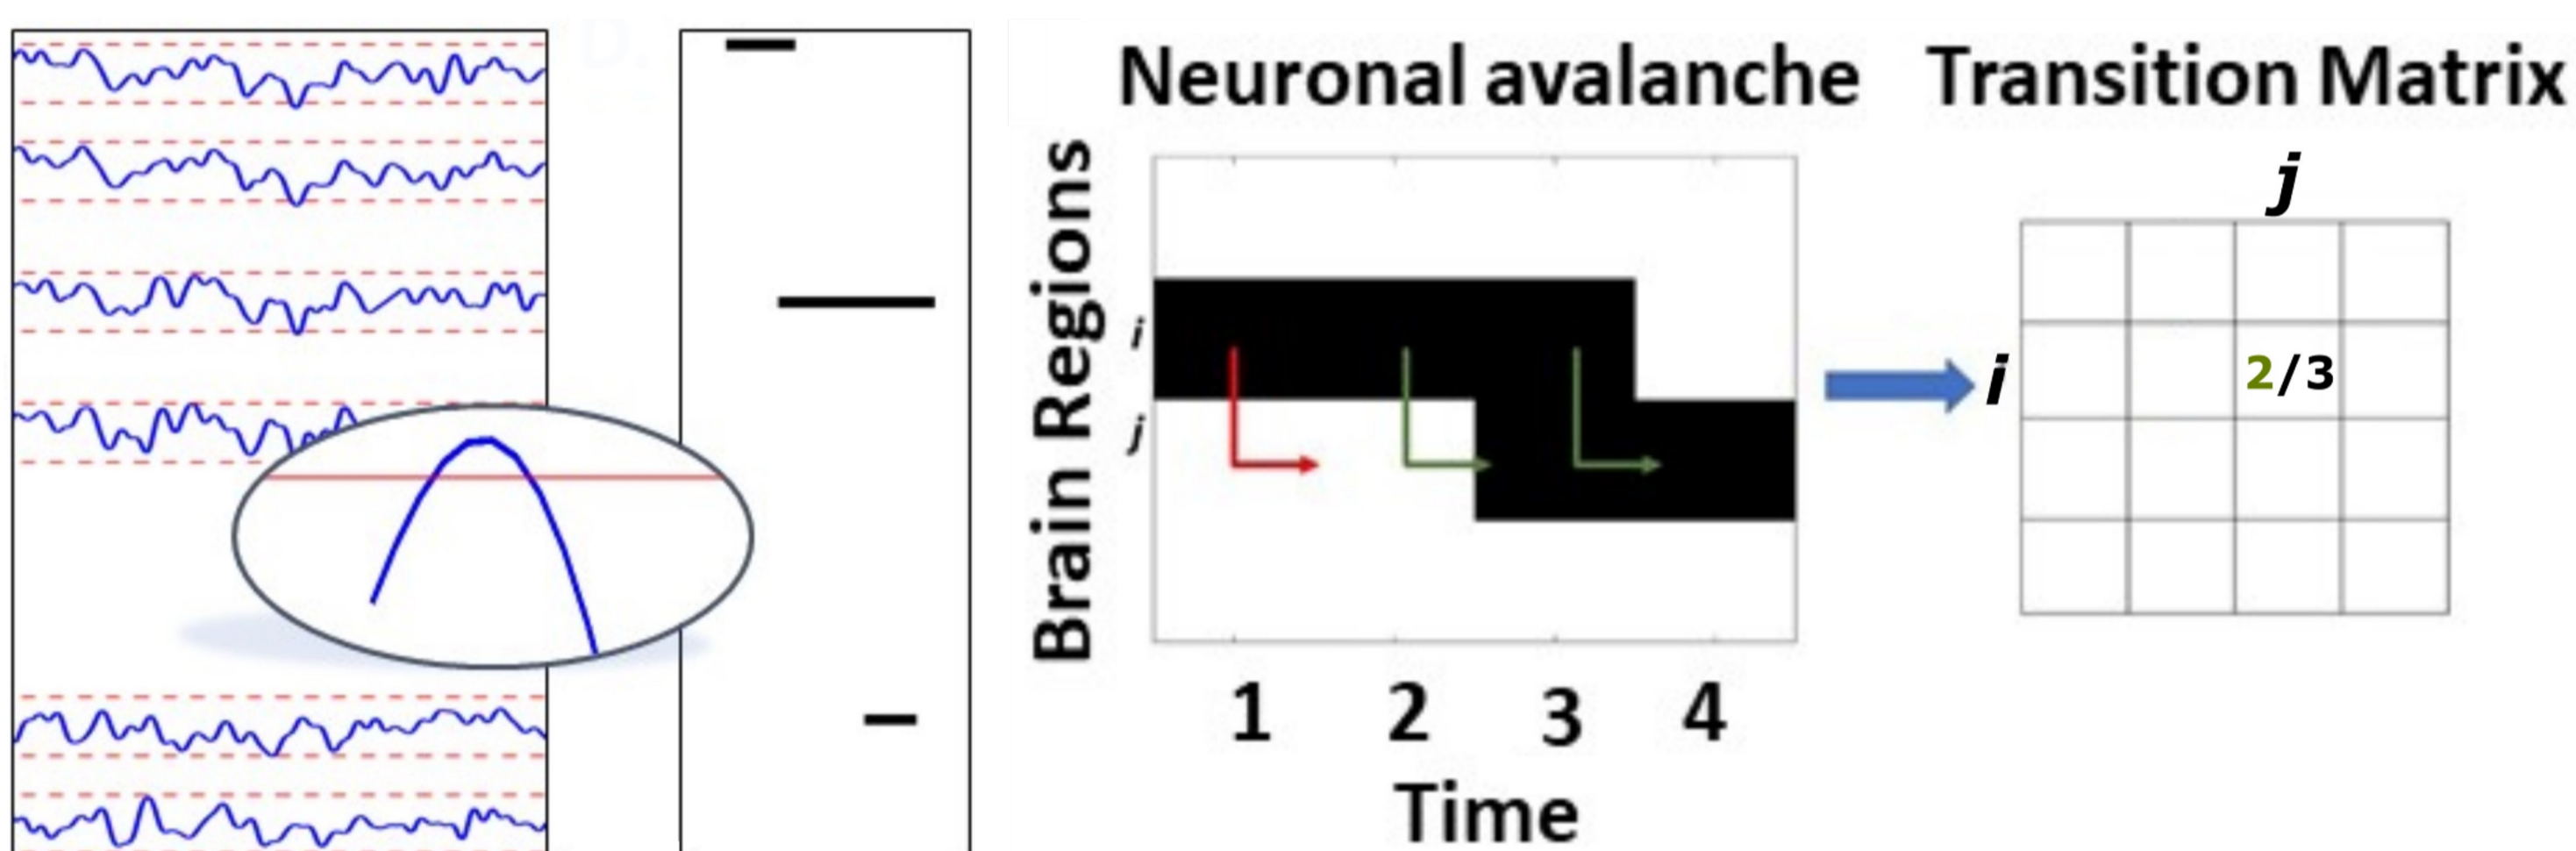 Neuronal avalanche
Transition Matrix
Brain Regions
i
j
1 2 3 4
Time
j
i
2/3